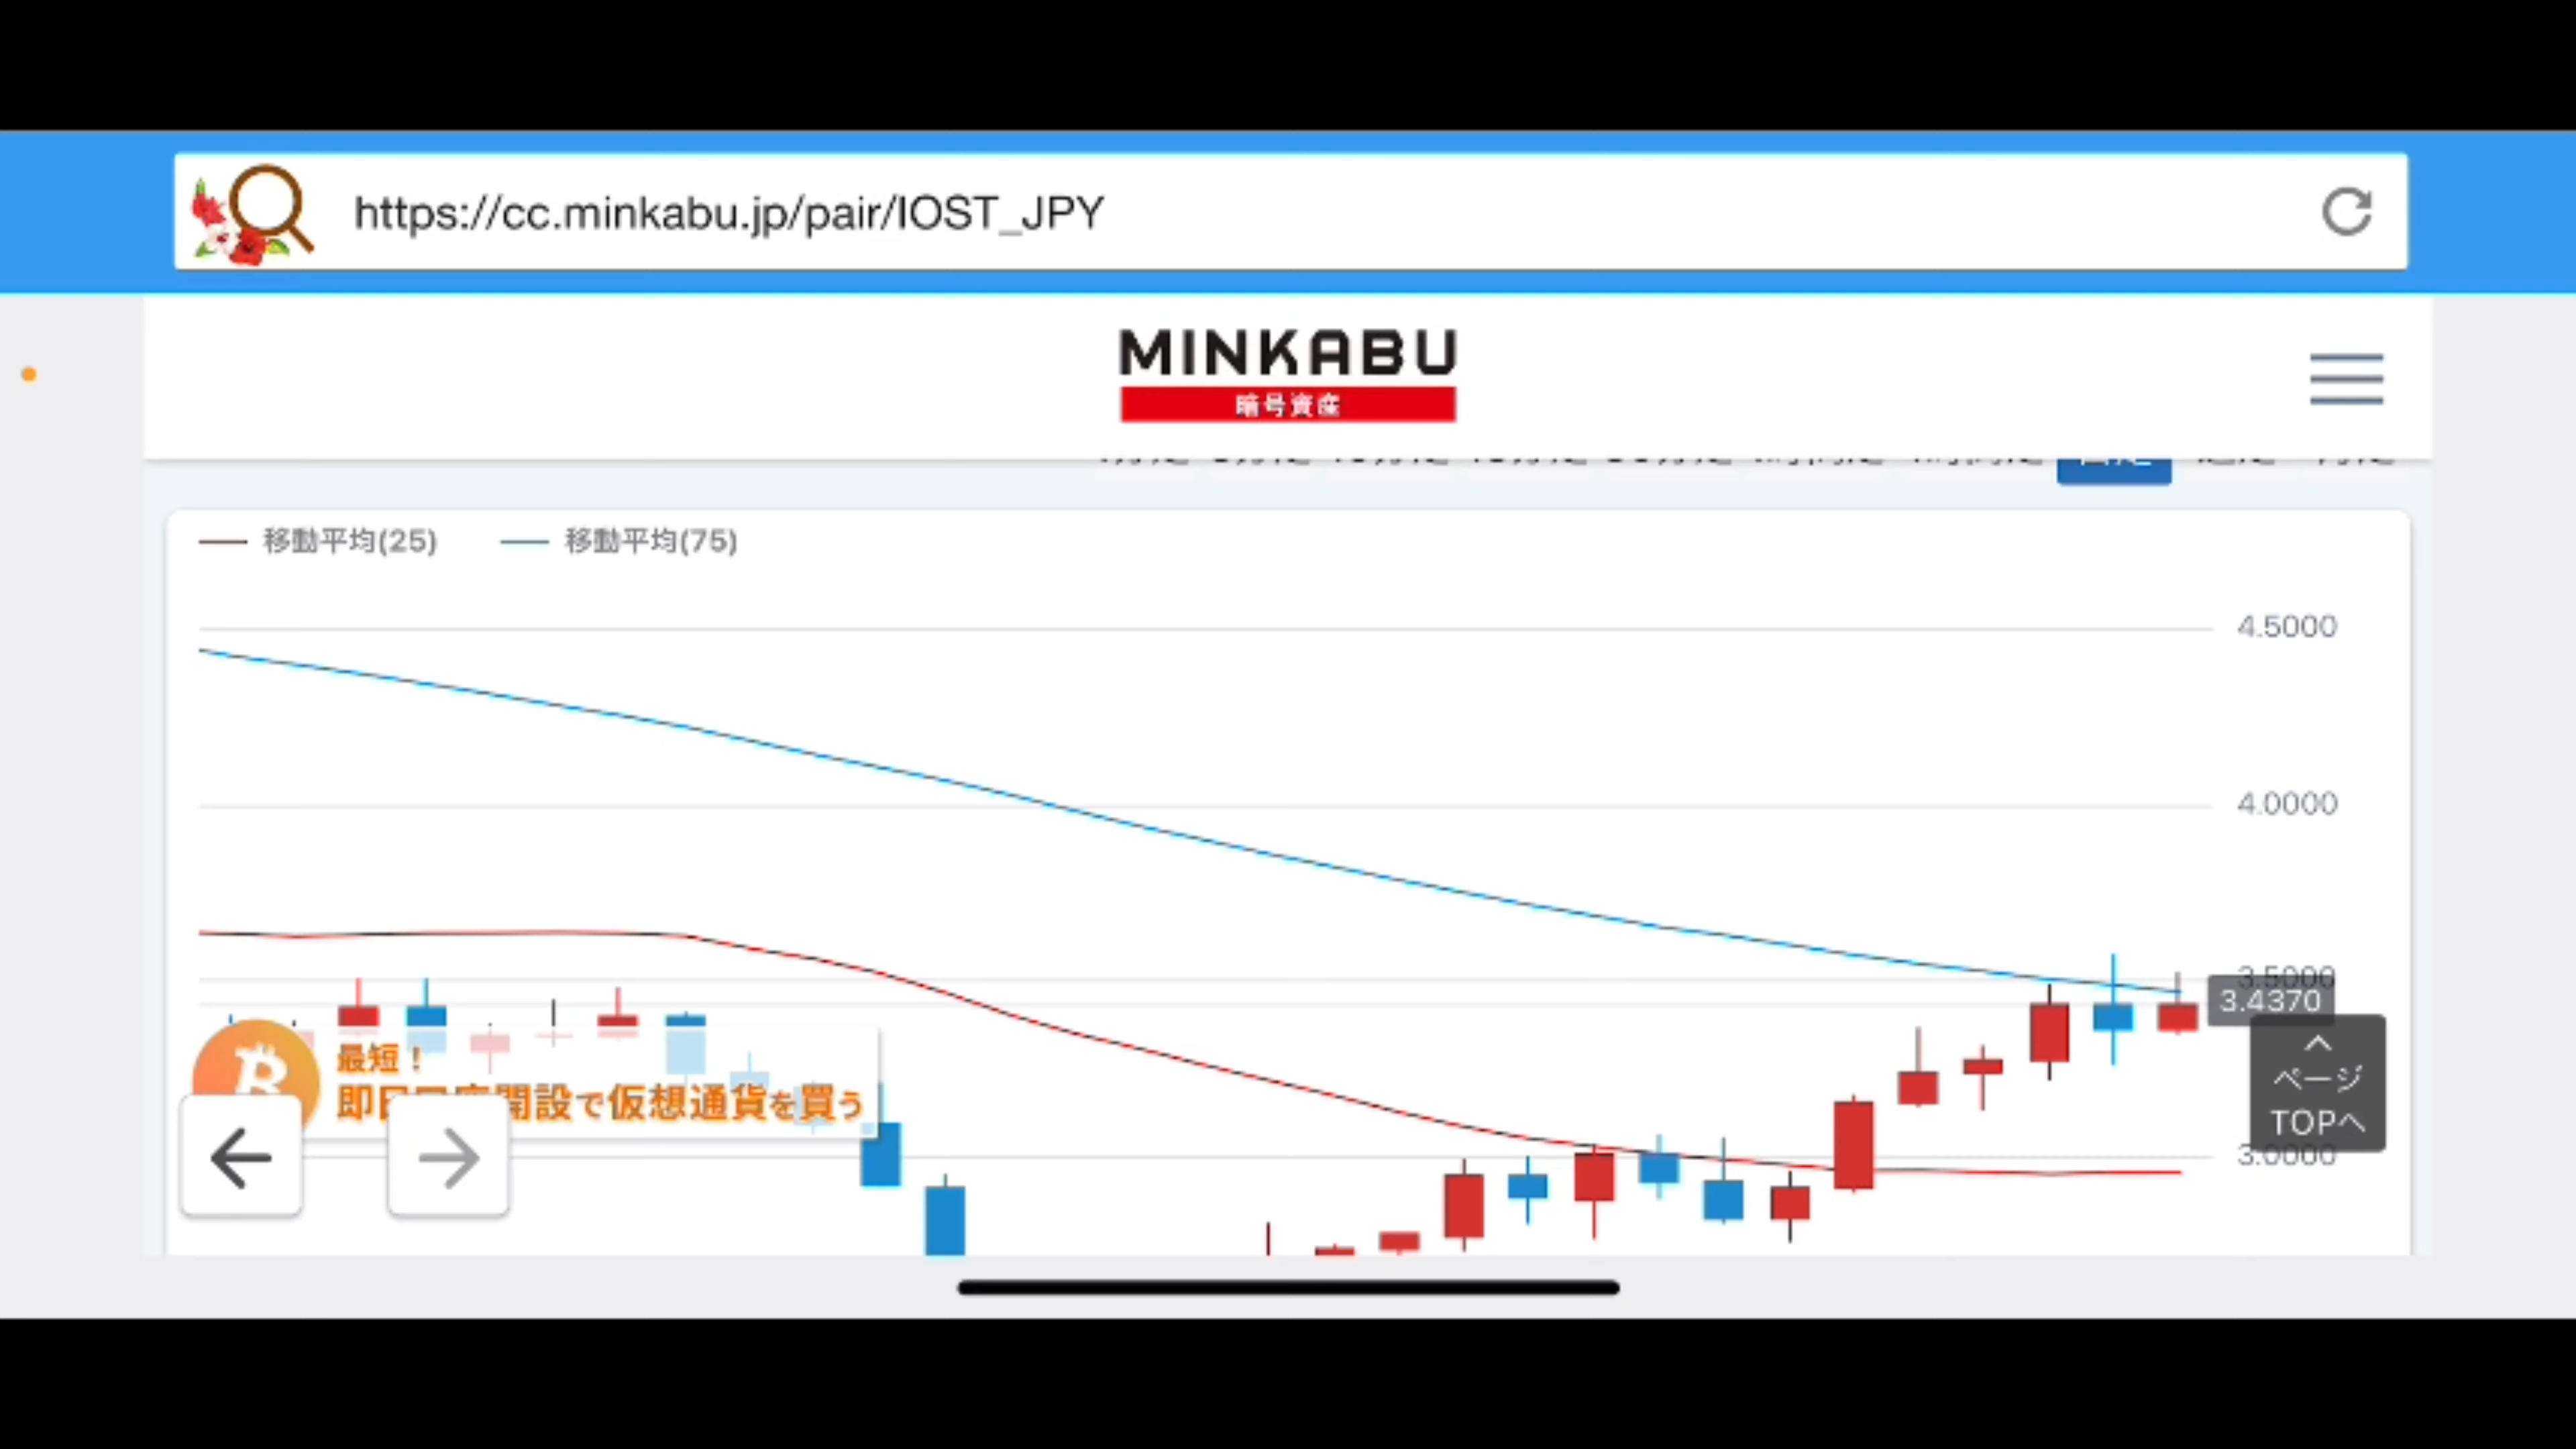 https://cc.minkabu.jp/pair/IOST_JPY
MINKABU
暗号資産
移動平均(25) 移動平均(75)
4.5000
4.0000
3.5000
3.4370
ページ
TOPへ
3.0000
最短！
開設で仮想通貨を買う